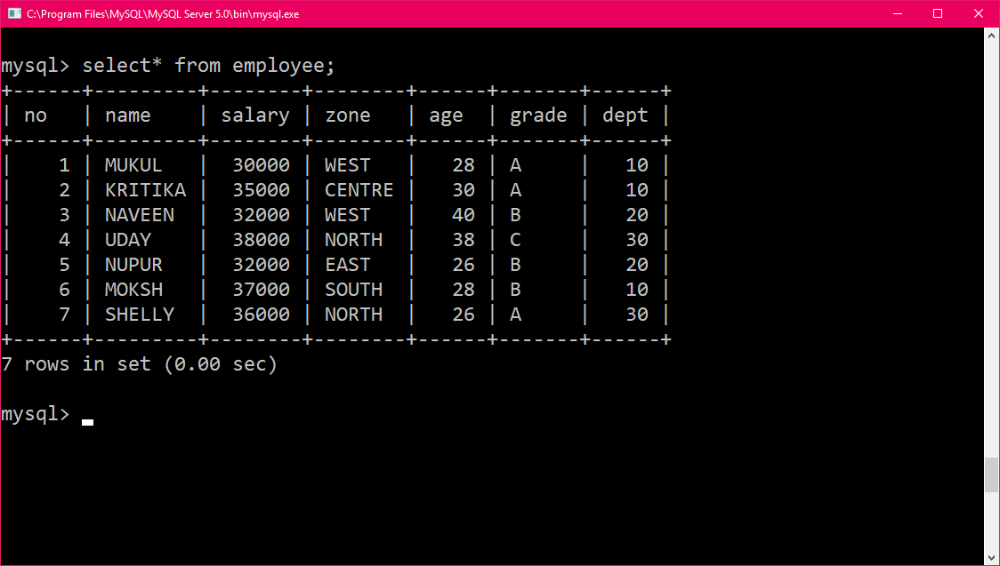 C:\Program Files\MySQL\MySQL Server 5.0\bin\mysql.exe
mysql> select* from employee;
+------+---------+--------+--------+------+-------+------+
| no   | name    | salary | zone   | age  | grade | dept |
+------+---------+--------+--------+------+-------+------+
|    1 | MUKUL   |  30000 | WEST   |   28 | A     |   10 |
|    2 | KRITIKA |  35000 | CENTRE |   30 | A     |   10 |
|    3 | NAVEEN  |  32000 | WEST   |   40 | B     |   20 |
|    4 | UDAY    |  38000 | NORTH  |   38 | C     |   30 |
|    5 | NUPUR   |  32000 | EAST   |   26 | B     |   20 |
|    6 | MOKSH   |  37000 | SOUTH  |   28 | B     |   10 |
|    7 | SHELLY  |  36000 | NORTH  |   26 | A     |   30 |
+------+---------+--------+--------+------+-------+------+
7 rows in set (0.00 sec)
mysql>